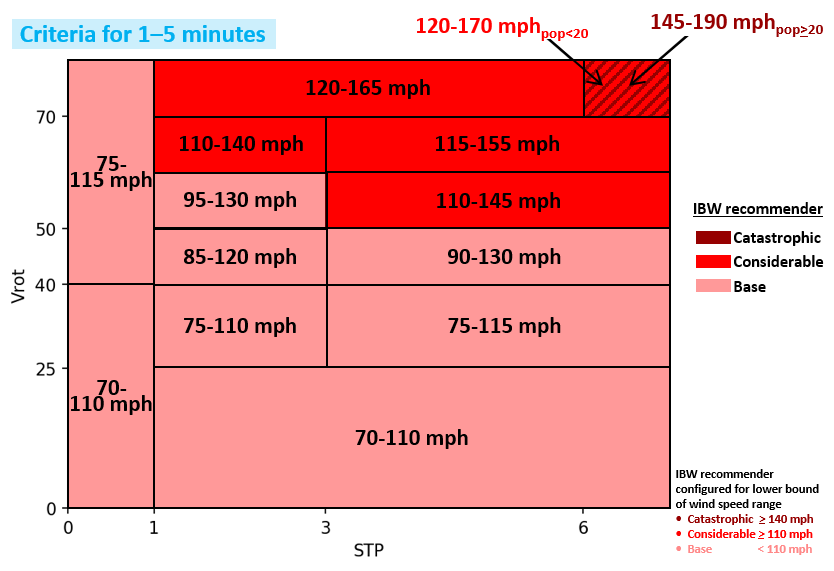 Criteria for 1–5 minutes
120-170 mph pop<20
145-190 mph pop≥20
120-165 mph
70
110-140 mph
115-155 mph
75-
115 mph
95-130 mph
110-145 mph
50
85-120 mph
90-130 mph
40
Vrot
75-110 mph
75-115 mph
25
70-
110 mph
70-110 mph
0
0
1
3
6
STP
IBW recommender
Catastrophic
Considerable
Base
IBW recommender
configured for lower bound
of wind speed range
• Catastrophic ≥ 140 mph
• Considerable ≥ 110 mph
• Base < 110 mph